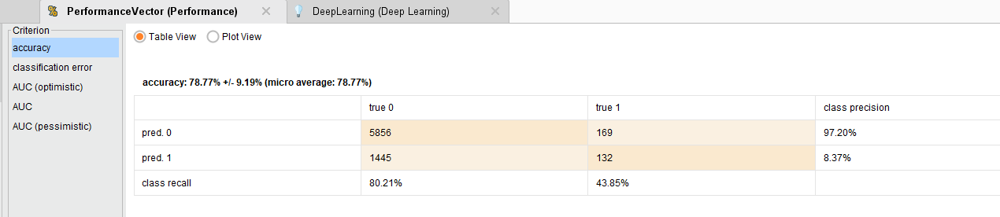 PerformanceVector (Performance) DeepLearning (Deep Learning)
Criterion
accuracy
classification error
AUC (optimistic)
AUC
AUC (pessimistic)
Table View Plot View
accuracy: 78.77% +/- 9.19% (micro average: 78.77%)
true 0 true 1 class precision
pred. 0 5856 169 97.20%
pred. 1 1445 132 8.37%
class recall 80.21% 43.85%